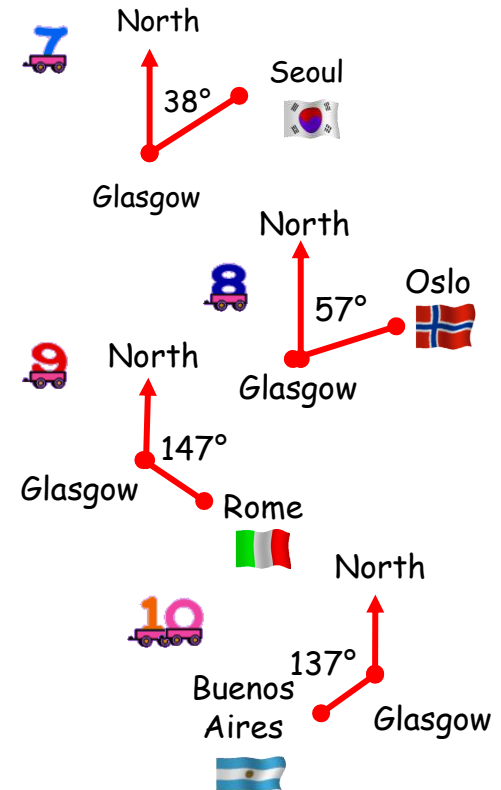 7
North
38°
Seoul
Glasgow
8
North
57°
Oslo
Glasgow
9
North
147°
Glasgow
Rome
10
North
137°
Buenos
Aires
Glasgow